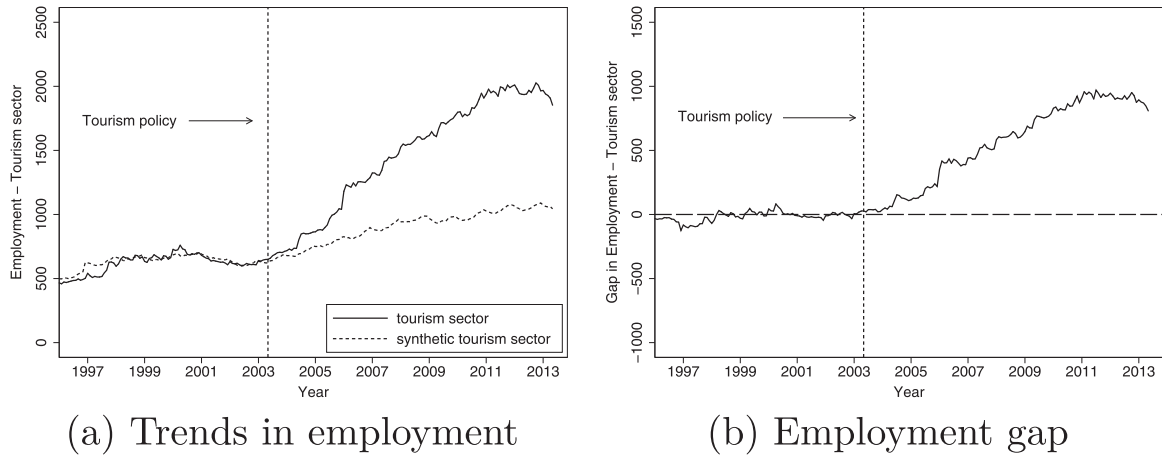 2500
2000
1500
1000
500
0
Employment – Tourism sector
Tourism policy
tourism sector
synthetic tourism sector
1997 1999 2001 2003 2005 2007 2009 2011 2013
Year
(a) Trends in employment
1500
1000
500
0
−500
−1000
Gap in Employment – Tourism sector
Tourism policy
1997 1999 2001 2003 2005 2007 2009 2011 2013
Year
(b) Employment gap